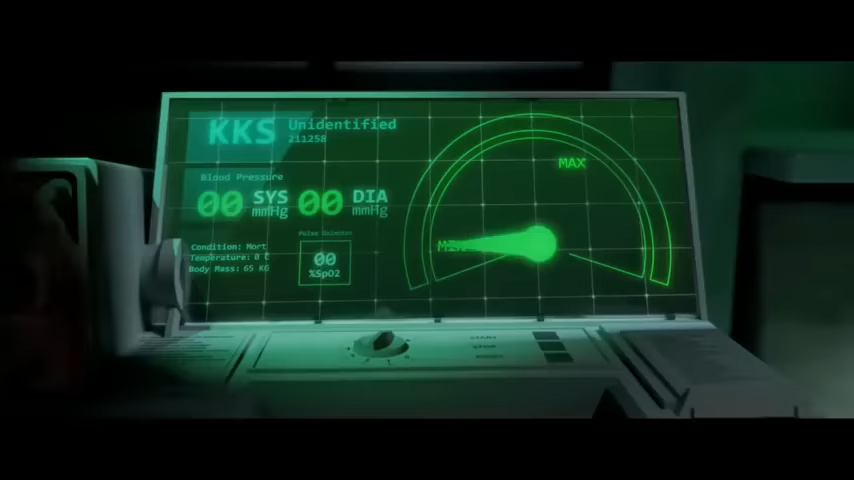 KKS Unidentified
211258
Blood Pressure
00 SYS mmHg 00 DIA mmHg
Condition: Mort
Temperature: 0 C
Body Mass: 65 KG
00
%SpO2
MAX
START